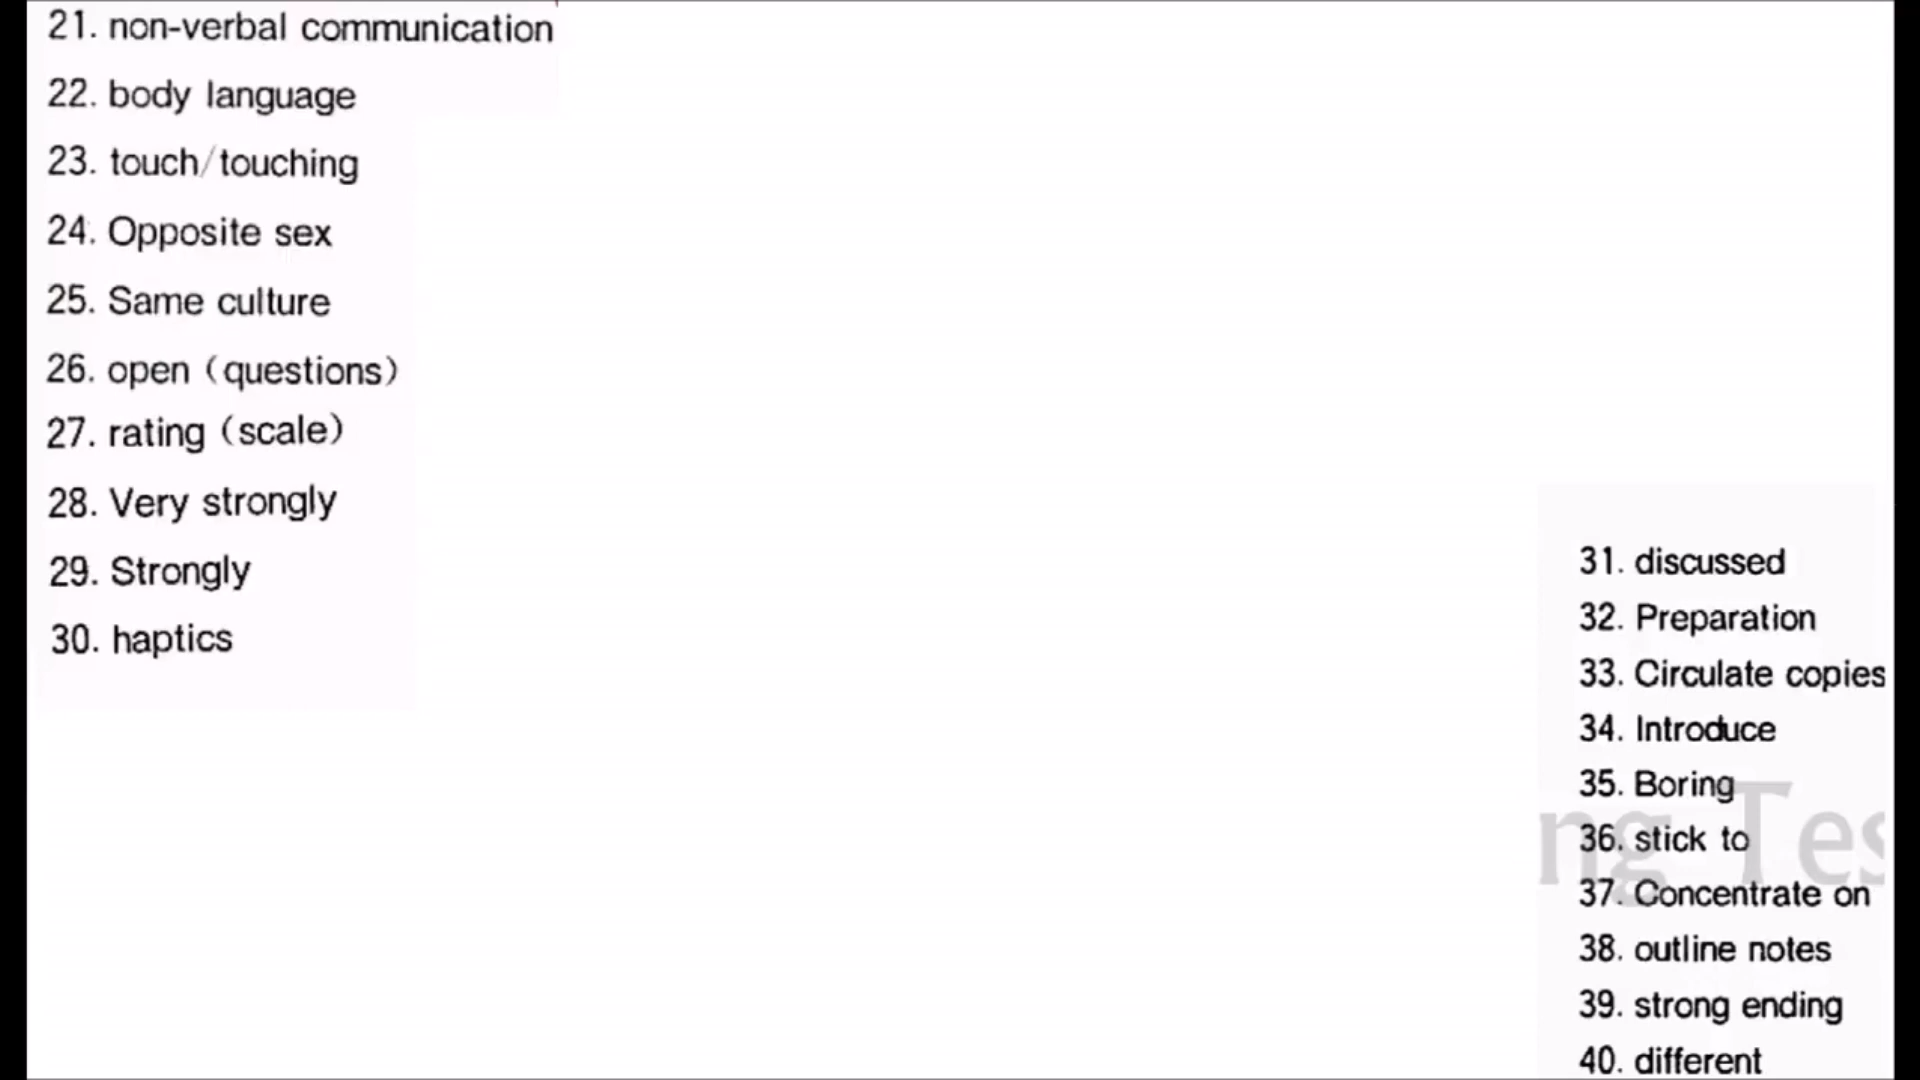 21. non-verbal communication
22. body language
23. touch/touching
24. Opposite sex
25. Same culture
26. open (questions)
27. rating (scale)
28. Very strongly
29. Strongly
30. haptics
31. discussed
32. Preparation
33. Circulate copies
34. Introduce
35. Boring
36. stick to
37. Concentrate on
38. outline notes
39. strong ending
40. different
ng Tes